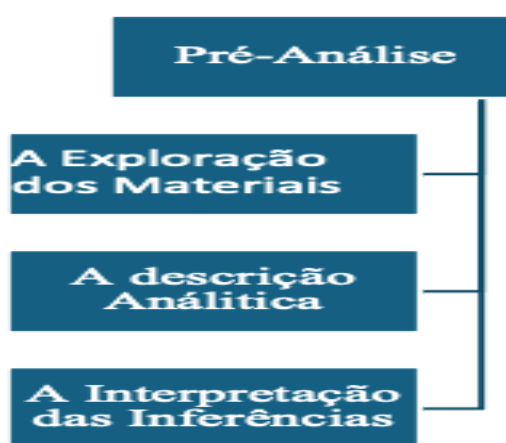 Pré-Análise
A Exploração
dos Materiais
A descrição
Análitica
A Interpretação
das Inferências